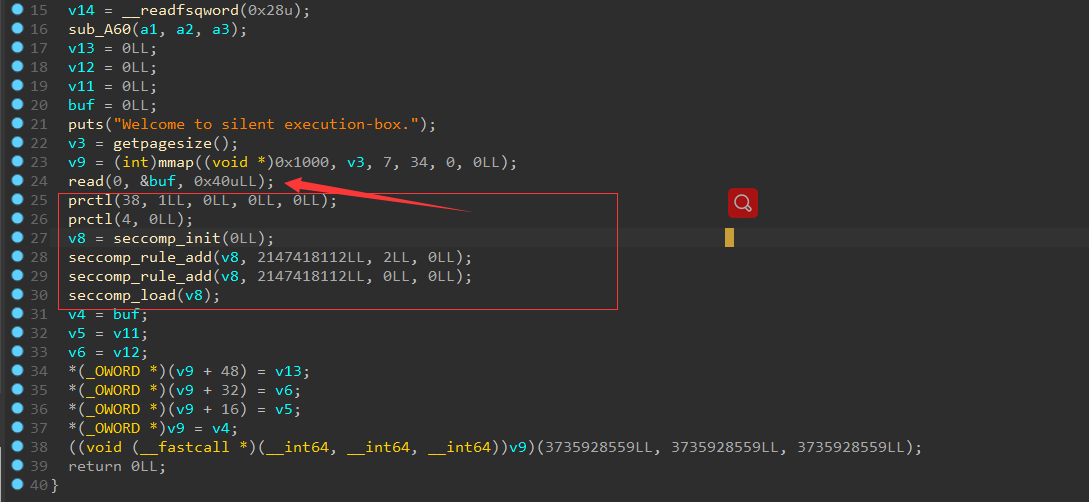 15 v14 = __readfsqword(0x28u);
16 sub_A60(a1, a2, a3);
17 v13 = 0LL;
18 v12 = 0LL;
19 v11 = 0LL;
20 buf = 0LL;
21 puts("Welcome to silent execution-box.");
22 v3 = getpagesize();
23 v9 = (int)mmap((void *)0x1000, v3, 7, 34, 0, 0LL);
24 read(0, &buf, 0x40uLL);
25 prctl(38, 1LL, 0LL, 0LL, 0LL);
26 prctl(4, 0LL);
27 v8 = seccomp_init(0LL);
28 seccomp_rule_add(v8, 2147418112LL, 2LL, 0LL);
29 seccomp_rule_add(v8, 2147418112LL, 0LL, 0LL);
30 seccomp_load(v8);
31 v4 = buf;
32 v5 = v11;
33 v6 = v12;
34 *(_OWORD *)(v9 + 48) = v13;
35 *(_OWORD *)(v9 + 32) = v6;
36 *(_OWORD *)(v9 + 16) = v5;
37 *(_OWORD *)v9 = v4;
38 ((void (__fastcall *)(__int64, __int64, __int64))v9)(3735928559LL, 3735928559LL, 3735928559LL);
39 return 0LL;
40 }